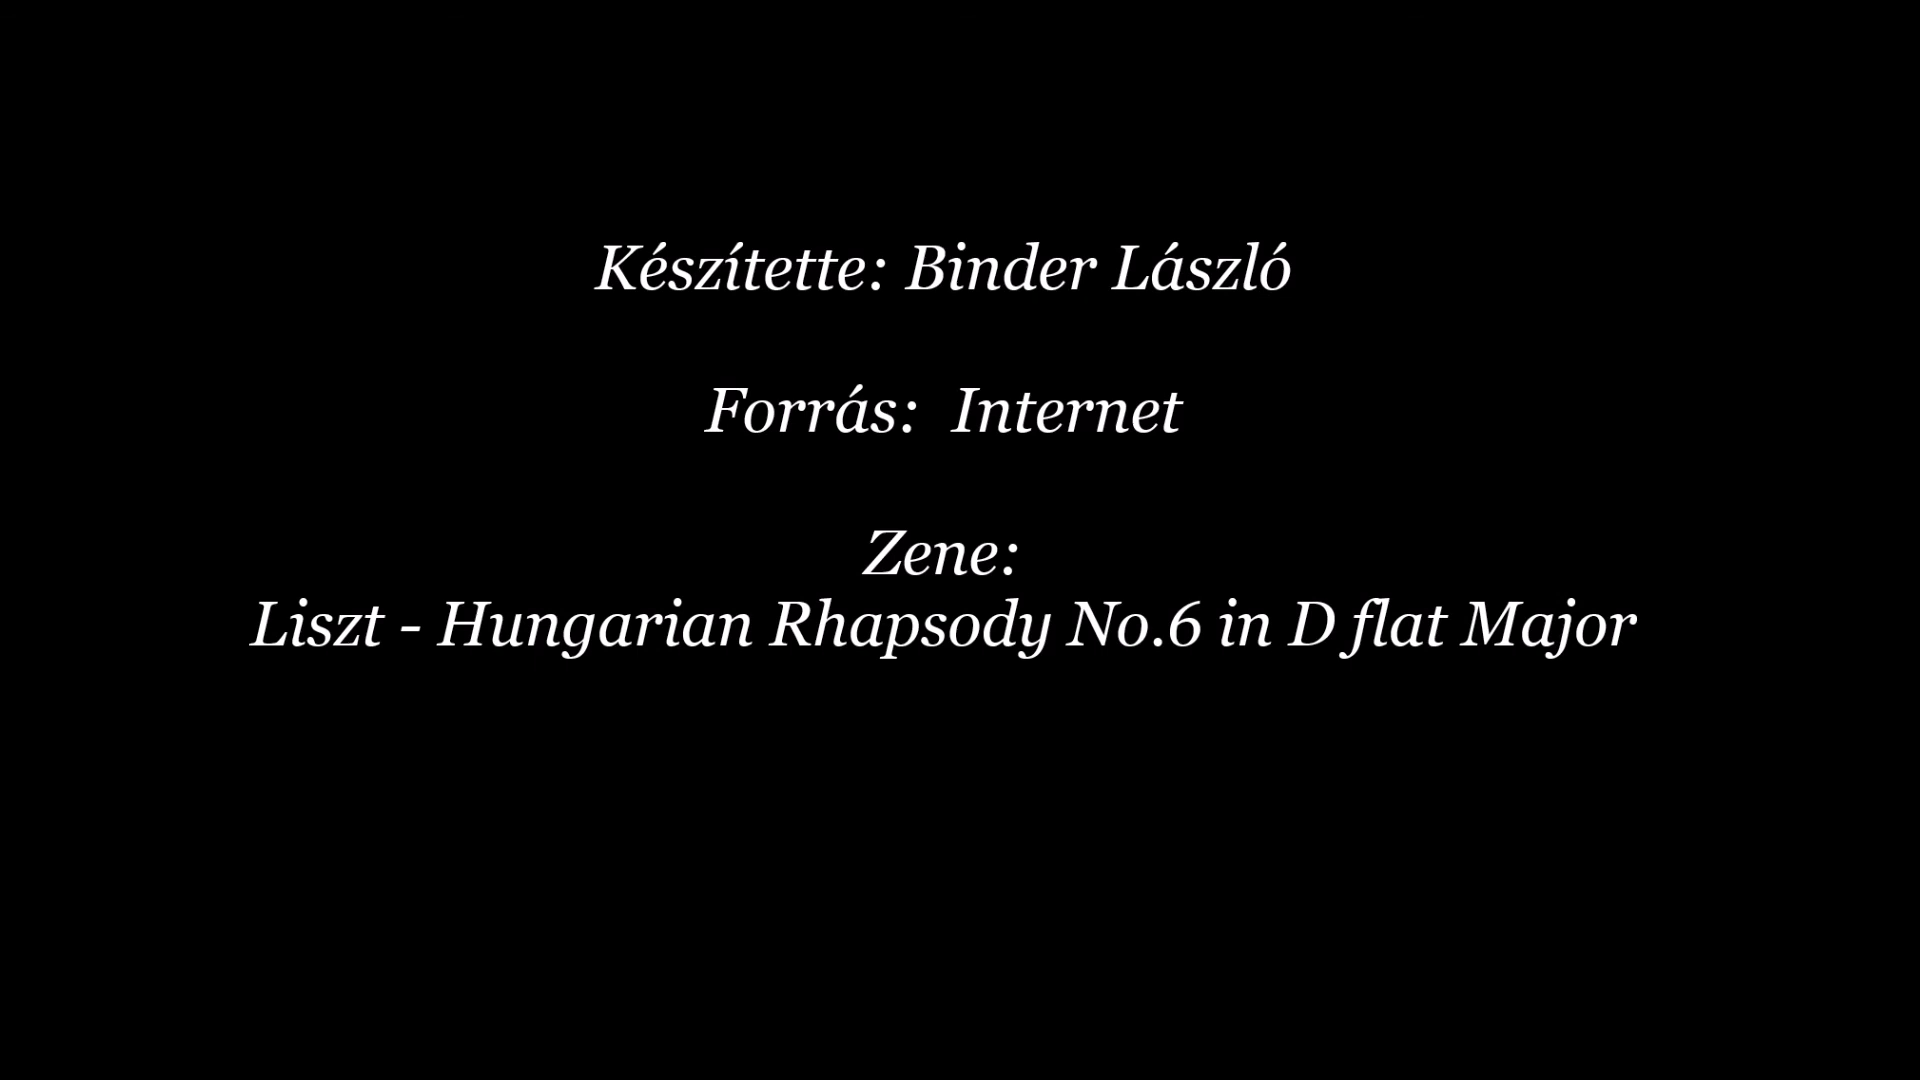 Készítette: Binder László
Forrás:  Internet
Zene:
Liszt - Hungarian Rhapsody No.6 in D flat Major